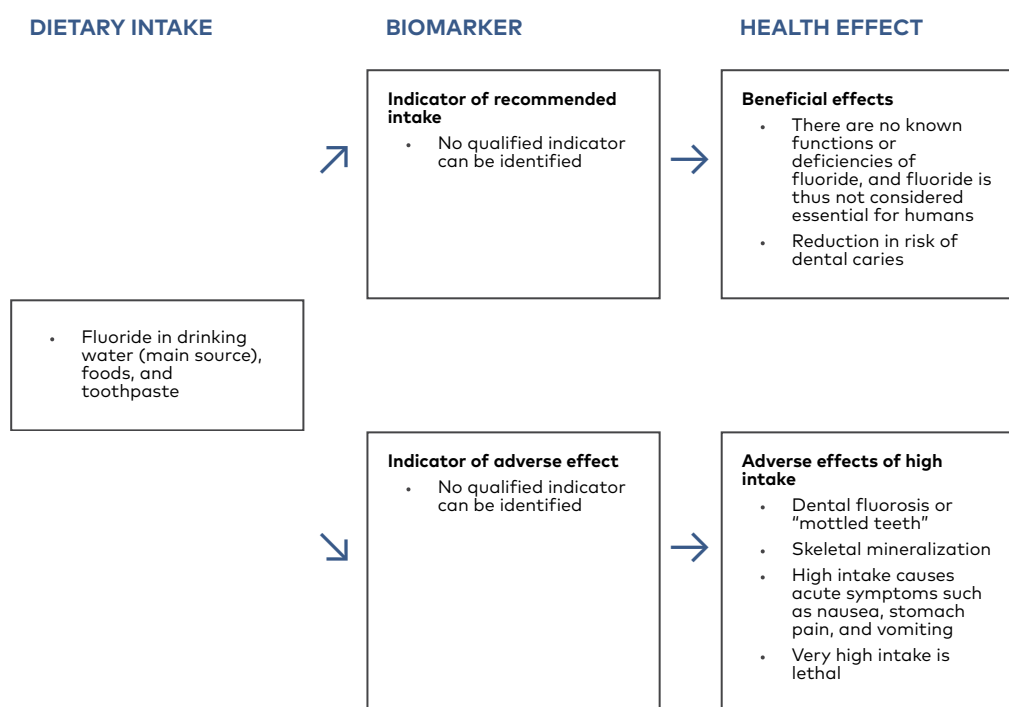 DIETARY INTAKE
BIOMARKER
HEALTH EFFECT
• Fluoride in drinking
water (main source),
foods, and
toothpaste
Indicator of recommended
intake
• No qualified indicator
can be identified
Beneficial effects
• There are no known
functions or
deficiencies of
fluoride, and fluoride is
thus not considered
essential for humans
• Reduction in risk of
dental caries
Indicator of adverse effect
• No qualified indicator
can be identified
Adverse effects of high
intake
• Dental fluorosis or
“mottled teeth”
• Skeletal mineralization
• High intake causes
acute symptoms such
as nausea, stomach
pain, and vomiting
• Very high intake is
lethal